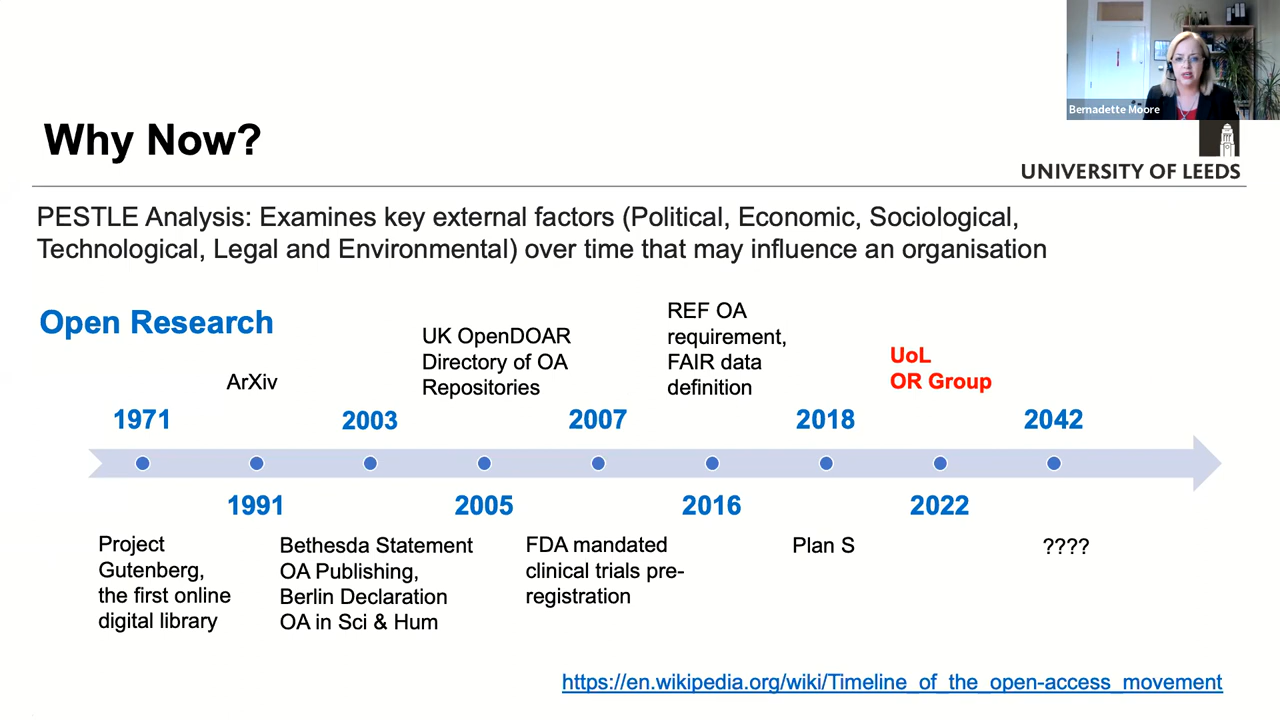 Bernadette Moore
Why Now?
UNIVERSITY OF LEEDS
PESTLE Analysis: Examines key external factors (Political, Economic, Sociological,
Technological, Legal and Environmental) over time that may influence an organisation
Open Research
ArXiv
UK OpenDOAR
Directory of OA
Repositories
REF OA
requirement,
FAIR data
definition
UoL
OR Group
1971
2003
2007
2018
2042
1991
2005
2016
2022
Project
Gutenberg,
the first online
digital library
Bethesda Statement
OA Publishing,
Berlin Declaration
OA in Sci & Hum
FDA mandated
clinical trials pre-
registration
Plan S
????
https://en.wikipedia.org/wiki/Timeline_of_the_open-access_movement